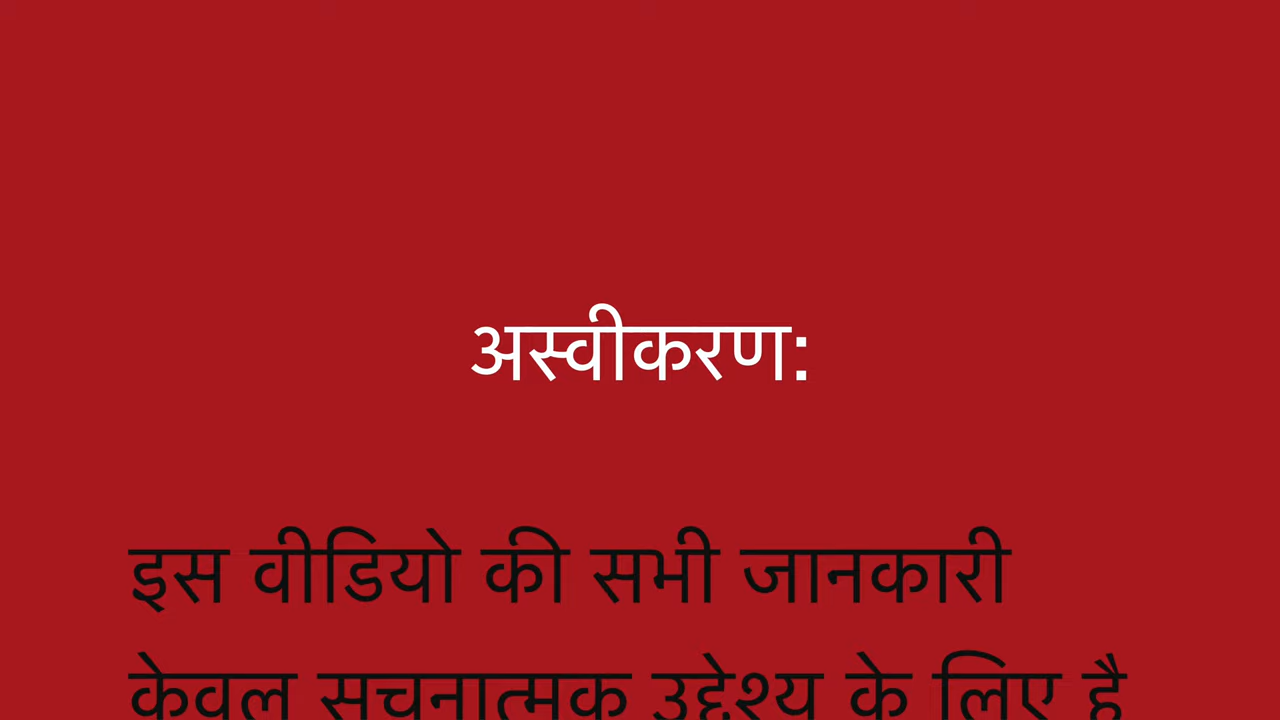 अस्वीकरण:
इस वीडियो की सभी जानकारी
केवल सूचनात्मक उद्देश्य के लिए है